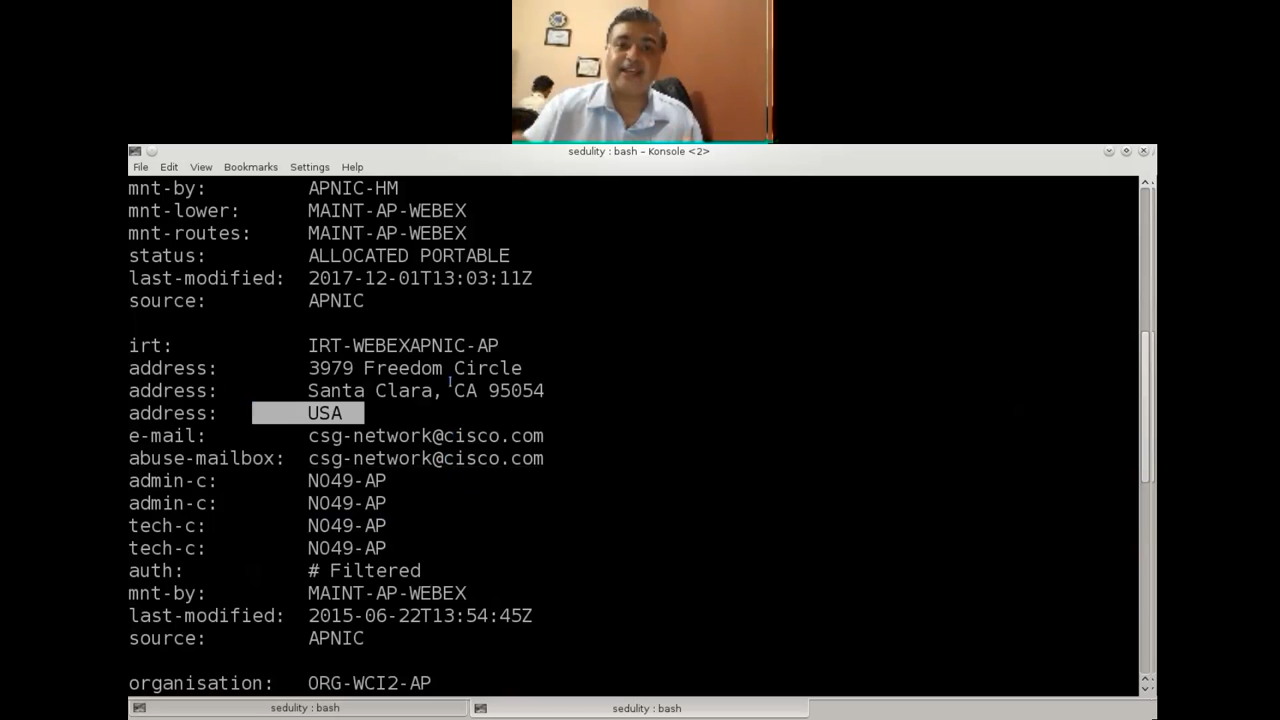 sedulity : bash – Konsole <2>
File Edit View Bookmarks Settings Help
mnt-by: APNIC-HM
mnt-lower: MAINT-AP-WEBEX
mnt-routes: MAINT-AP-WEBEX
status: ALLOCATED PORTABLE
last-modified: 2017-12-01T13:03:11Z
source: APNIC
irt: IRT-WEBEXAPNIC-AP
address: 3979 Freedom Circle
address: Santa Clara, CA 95054
address: USA
e-mail: csg-network@cisco.com
abuse-mailbox: csg-network@cisco.com
admin-c: NO49-AP
admin-c: NO49-AP
tech-c: NO49-AP
tech-c: NO49-AP
auth: # Filtered
mnt-by: MAINT-AP-WEBEX
last-modified: 2015-06-22T13:54:45Z
source: APNIC
organisation: ORG-WCI2-AP
sedulity : bash sedulity : bash